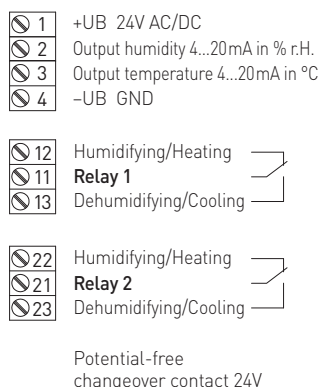 1 +UB 24V AC/DC
2 Output humidity 4...20mA in % r.H.
3 Output temperature 4...20mA in °C
4 –UB GND
12 Humidifying/Heating
11 Relay 1
13 Dehumidifying/Cooling
22 Humidifying/Heating
21 Relay 2
23 Dehumidifying/Cooling
Potential-free
changeover contact 24V